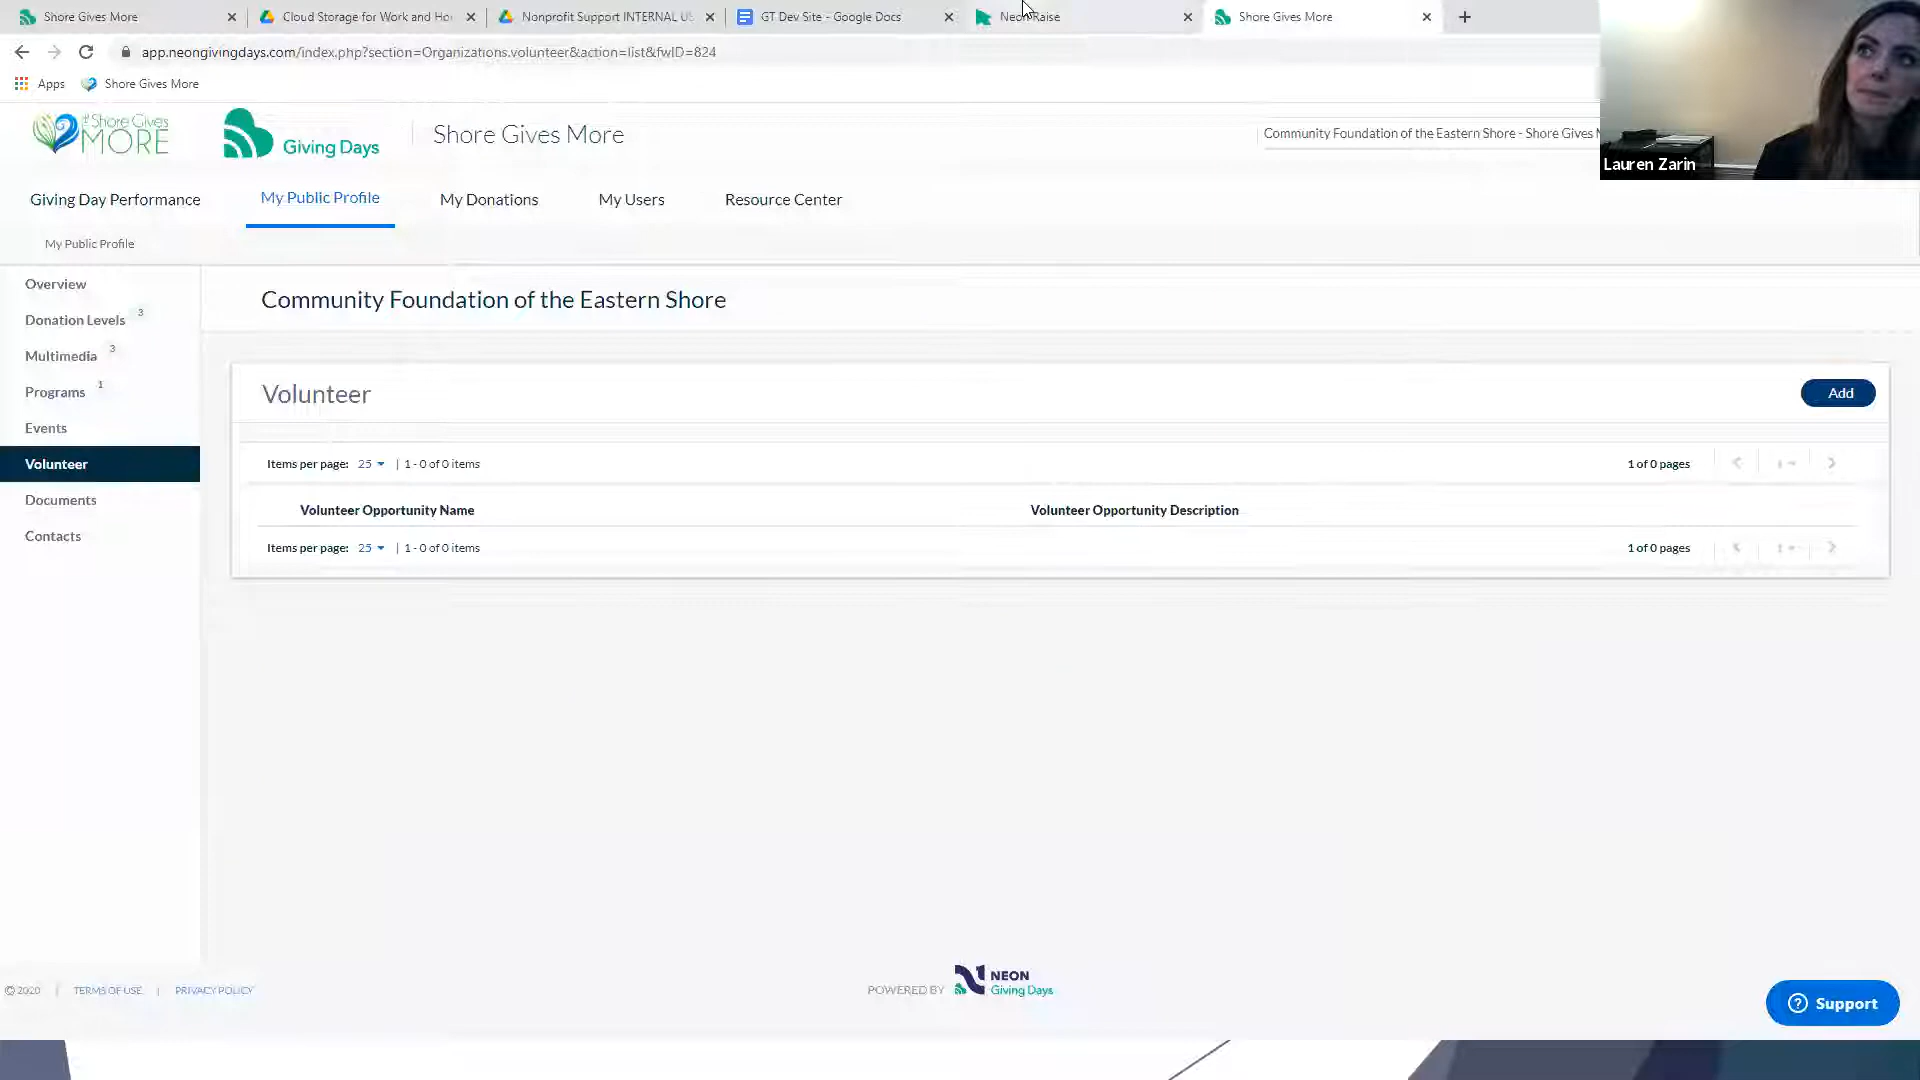 Shore Gives More
Cloud Storage for Work and Ho
Nonprofit Support INTERNAL U
GT Dev Site - Google Docs
Neon Raise
Shore Gives More
app.neongivingdays.com/index.php?section=Organizations.volunteer&action=list&fwID=824
Apps
Shore Gives More
Shore Gives
MORE
Giving Days
Shore Gives More
Community Foundation of the Eastern Shore - Shore Gives
Lauren Zarin
Giving Day Performance
My Public Profile
My Donations
My Users
Resource Center
My Public Profile
Overview
Donation Levels 3
Multimedia 3
Programs 1
Events
Volunteer
Documents
Contacts
Community Foundation of the Eastern Shore
Volunteer
Add
Items per page: 25 | 1 - 0 of 0 items
1 of 0 pages
Volunteer Opportunity Name
Volunteer Opportunity Description
Items per page: 25 | 1 - 0 of 0 items
1 of 0 pages
© 2020 | TERMS OF USE | PRIVACY POLICY
POWERED BY
NEON
Giving Days
Support